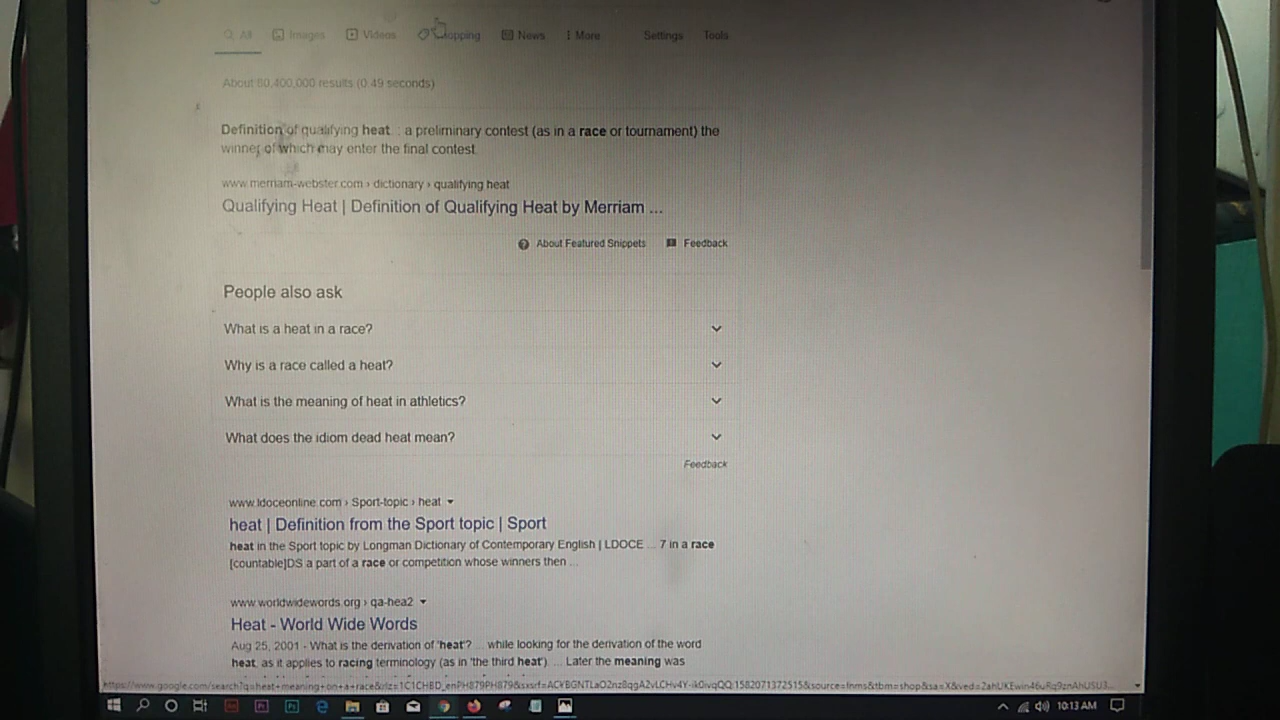 All Images Videos Shopping News More Settings Tools
About 80,400,000 results (0.49 seconds)
Definition of qualifying heat. : a preliminary contest (as in a race or tournament) the
winner of which may enter the final contest.
www.merriam-webster.com › dictionary › qualifying heat
Qualifying Heat | Definition of Qualifying Heat by Merriam ...
About Featured Snippets Feedback
People also ask
What is a heat in a race?
Why is a race called a heat?
What is the meaning of heat in athletics?
What does the idiom dead heat mean?
Feedback
www.ldoceonline.com › Sport-topic › heat
heat | Definition from the Sport topic | Sport
heat in the Sport topic by Longman Dictionary of Contemporary English | LDOCE ... 7 in a race
[countable]DS a part of a race or competition whose winners then ...
www.worldwidewords.org › qa-hea2
Heat - World Wide Words
Aug 25, 2001 - What is the derivation of 'heat'? ... while looking for the derivation of the word
heat, as it applies to racing terminology (as in 'the third heat'). ... Later the meaning was
10:13 AM